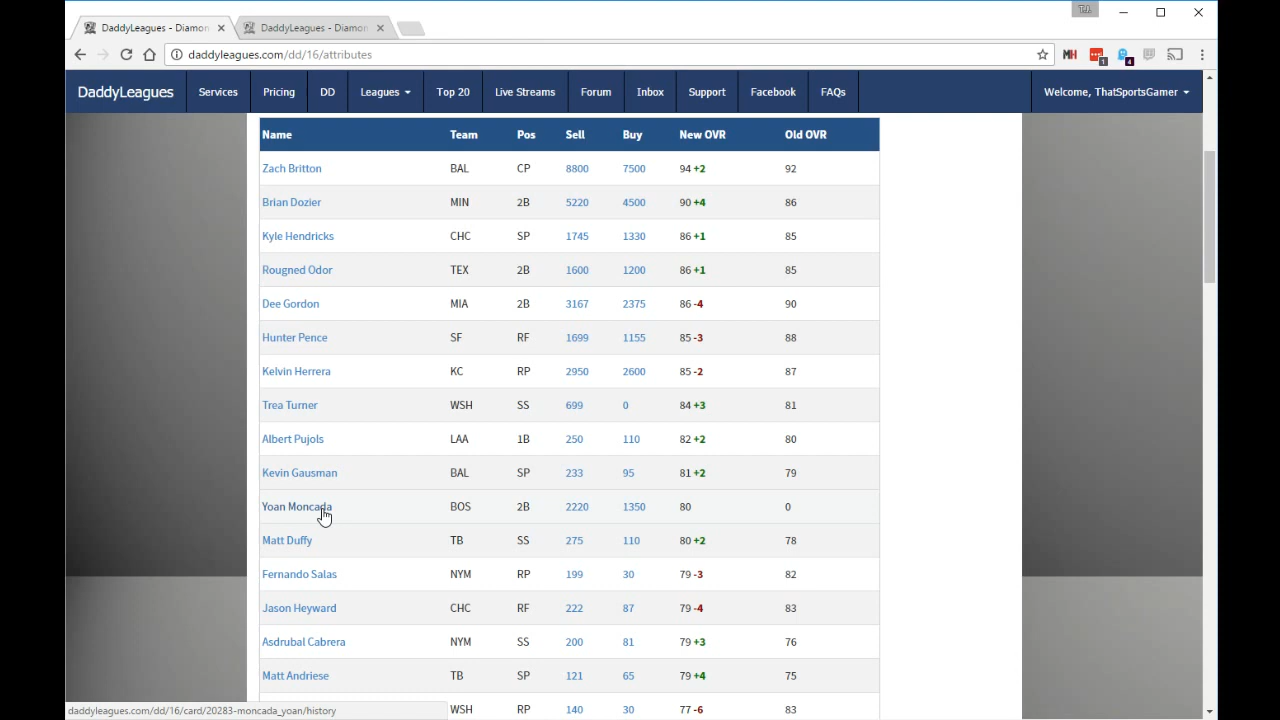 TJ
DaddyLeagues - Diamon
DaddyLeagues - Diamon
daddyleagues.com/dd/16/attributes
MH 1 4
DaddyLeagues Services Pricing DD Leagues Top 20 Live Streams Forum Inbox Support Facebook FAQs Welcome, ThatSportsGamer
Name Team Pos Sell Buy New OVR Old OVR
Zach Britton BAL CP 8800 7500 94 +2 92
Brian Dozier MIN 2B 5220 4500 90 +4 86
Kyle Hendricks CHC SP 1745 1330 86 +1 85
Rougned Odor TEX 2B 1600 1200 86 +1 85
Dee Gordon MIA 2B 3167 2375 86 -4 90
Hunter Pence SF RF 1699 1155 85 -3 88
Kelvin Herrera KC RP 2950 2600 85 -2 87
Trea Turner WSH SS 699 0 84 +3 81
Albert Pujols LAA 1B 250 110 82 +2 80
Kevin Gausman BAL SP 233 95 81 +2 79
Yoan Moncada BOS 2B 2220 1350 80 0
Matt Duffy TB SS 275 110 80 +2 78
Fernando Salas NYM RP 199 30 79 -3 82
Jason Heyward CHC RF 222 87 79 -4 83
Asdrubal Cabrera NYM SS 200 81 79 +3 76
Matt Andriese TB SP 121 65 79 +4 75
WSH RP 140 30 77 -6 83
daddyleagues.com/dd/16/card/20283-moncada_yoan/history